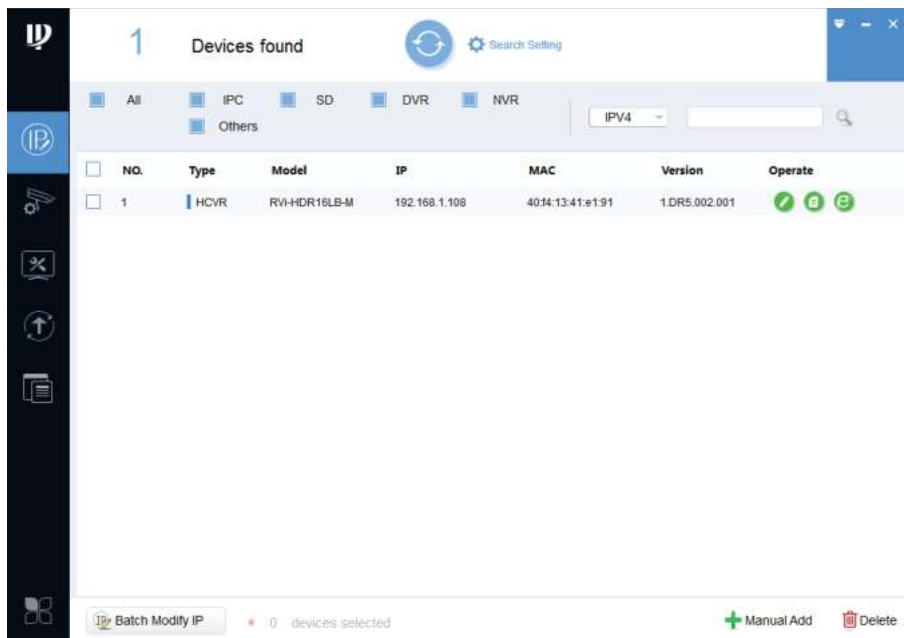 1 Devices found Search Setting
All IPC SD DVR NVR
Others
IPV4
NO. Type Model IP MAC Version Operate
1 HCVR RVi-HDR16LB-M 192.168.1.108 40:f4:13:41:e1:91 1.DR5.002.001
Batch Modify IP 0 devices selected Manual Add Delete